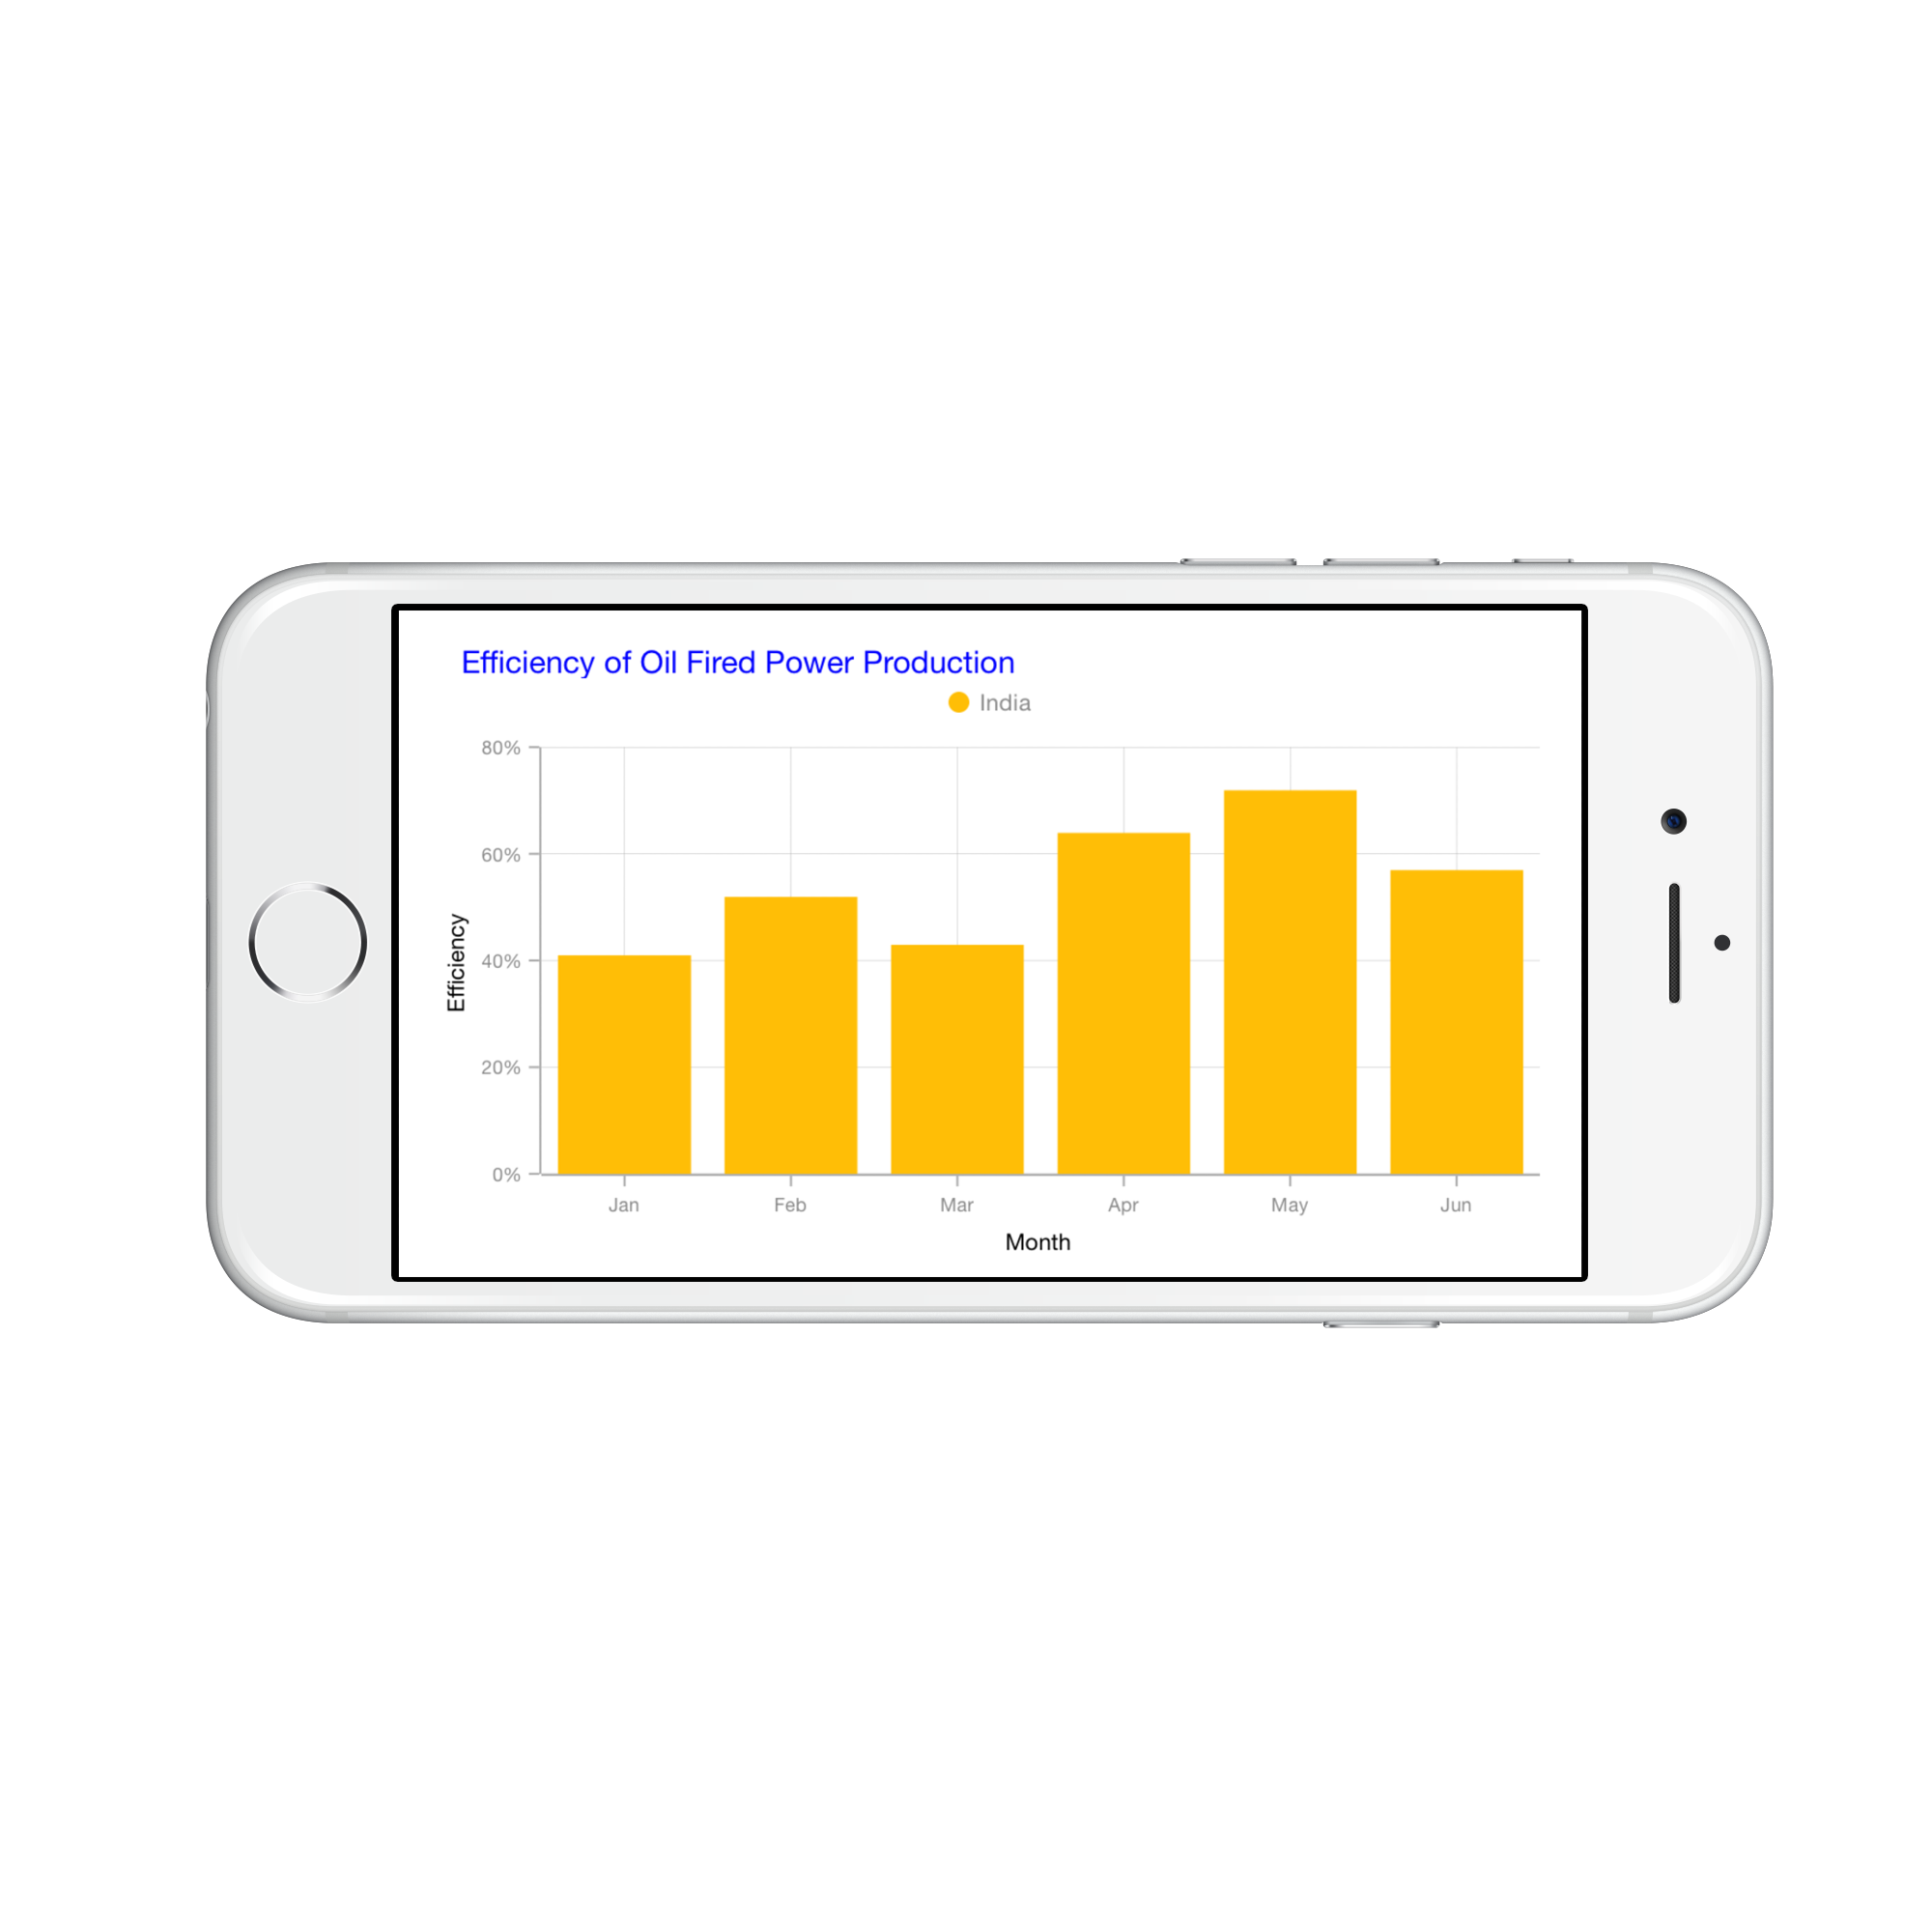 Efficiency of Oil Fired Power Production
India
80%
60%
40%
20%
0%
Efficiency
Jan Feb Mar Apr May Jun
Month